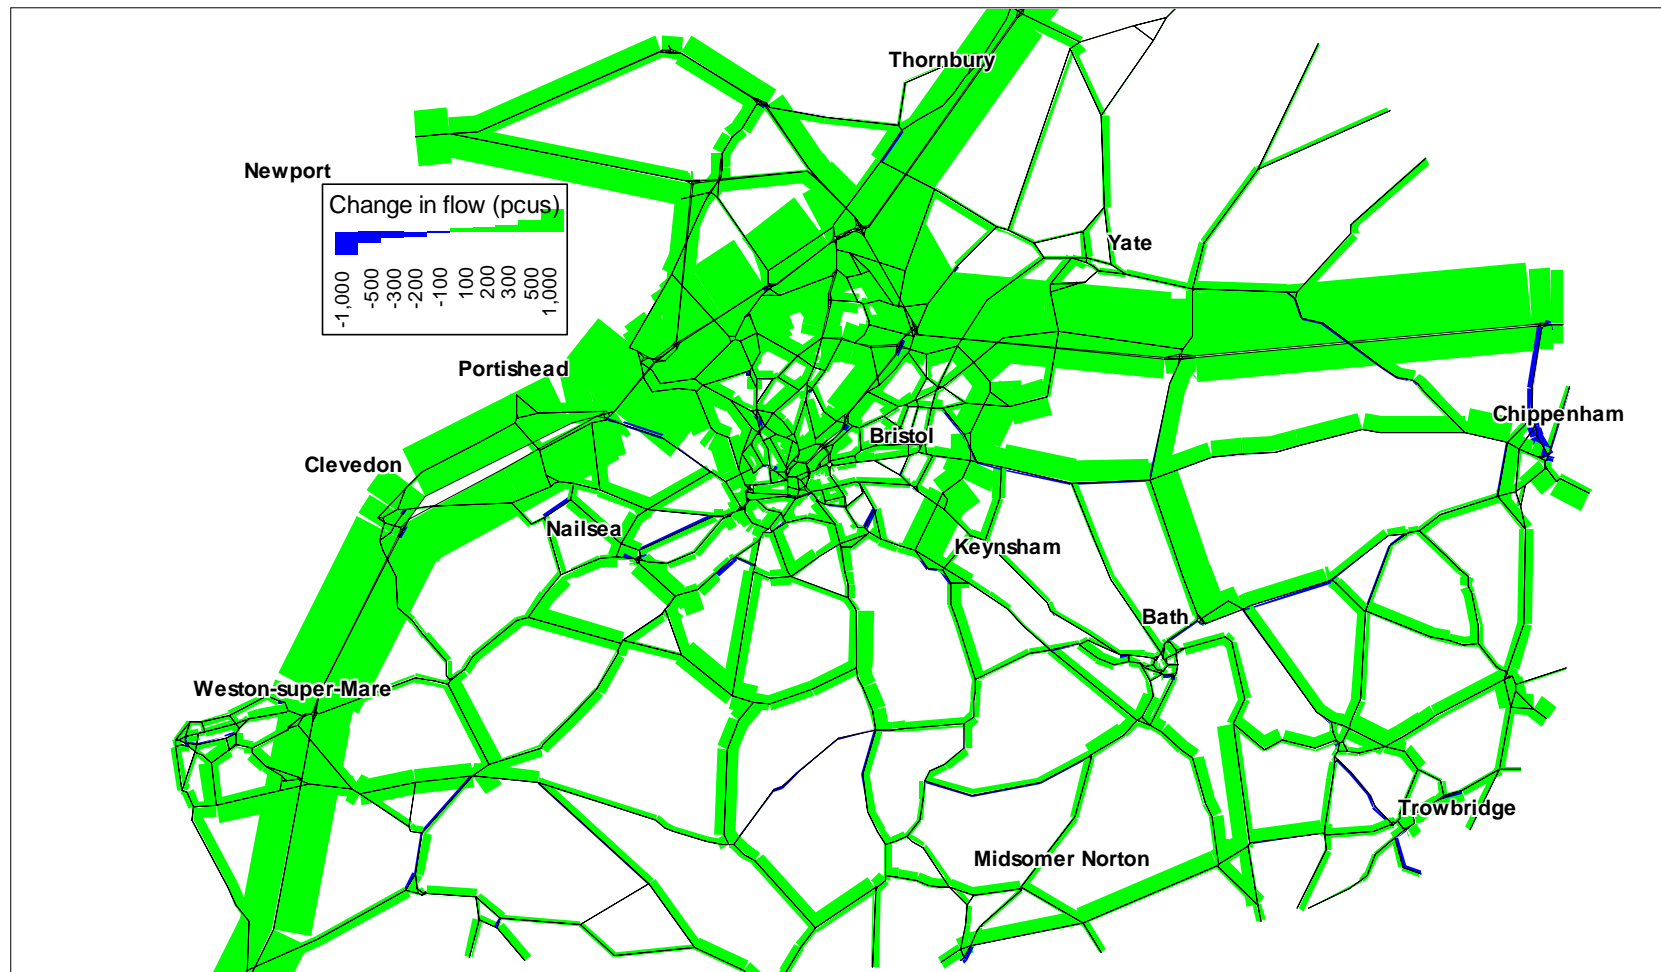 Thornbury
Newport
Change in flow (pcus)
-1,000
-500
-300
-200
-100
100
200
300
500
1,000
Yate
Portishead
Chippenham
Bristol
Clevedon
Nailsea
Keynsham
Bath
Weston-super-Mare
Trowbridge
Midsomer Norton